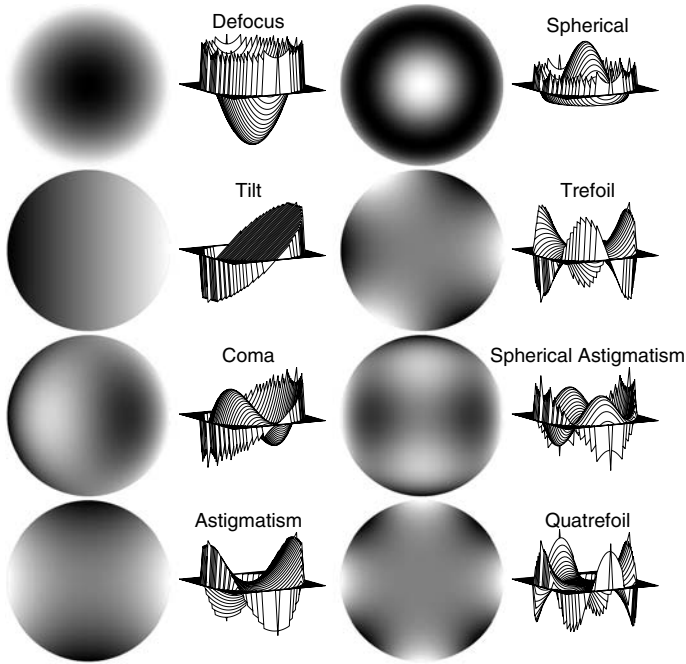 Defocus
Spherical
Tilt
Trefoil
Coma
Spherical Astigmatism
Astigmatism
Quatrefoil